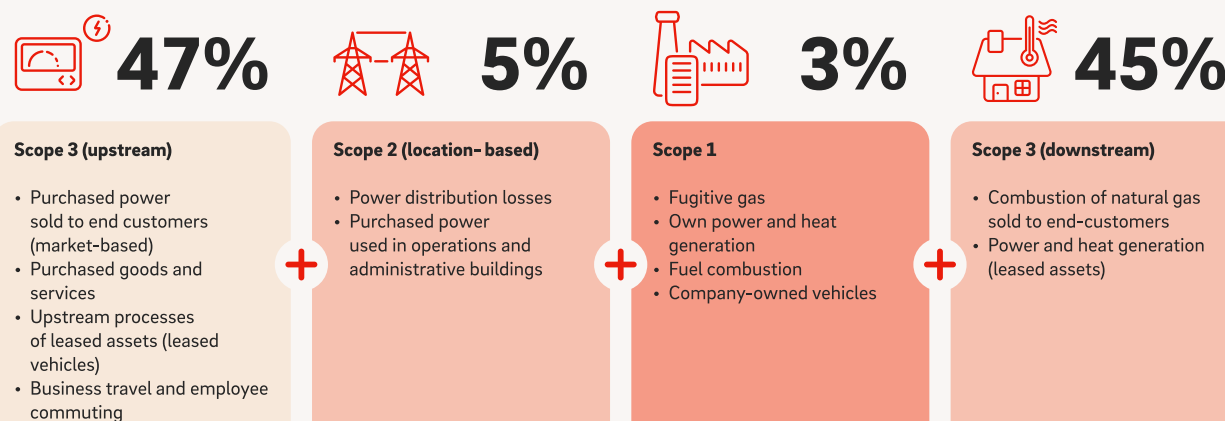 47%
5%
3%
45%
Scope 3 (upstream)
• Purchased power
sold to end customers
(market-based)
• Purchased goods and
services
• Upstream processes
of leased assets (leased
vehicles)
• Business travel and employee
commuting
Scope 2 (location-based)
• Power distribution losses
• Purchased power
used in operations and
administrative buildings
Scope 1
• Fugitive gas
• Own power and heat
generation
• Fuel combustion
• Company-owned vehicles
Scope 3 (downstream)
• Combustion of natural gas
sold to end-customers
• Power and heat generation
(leased assets)